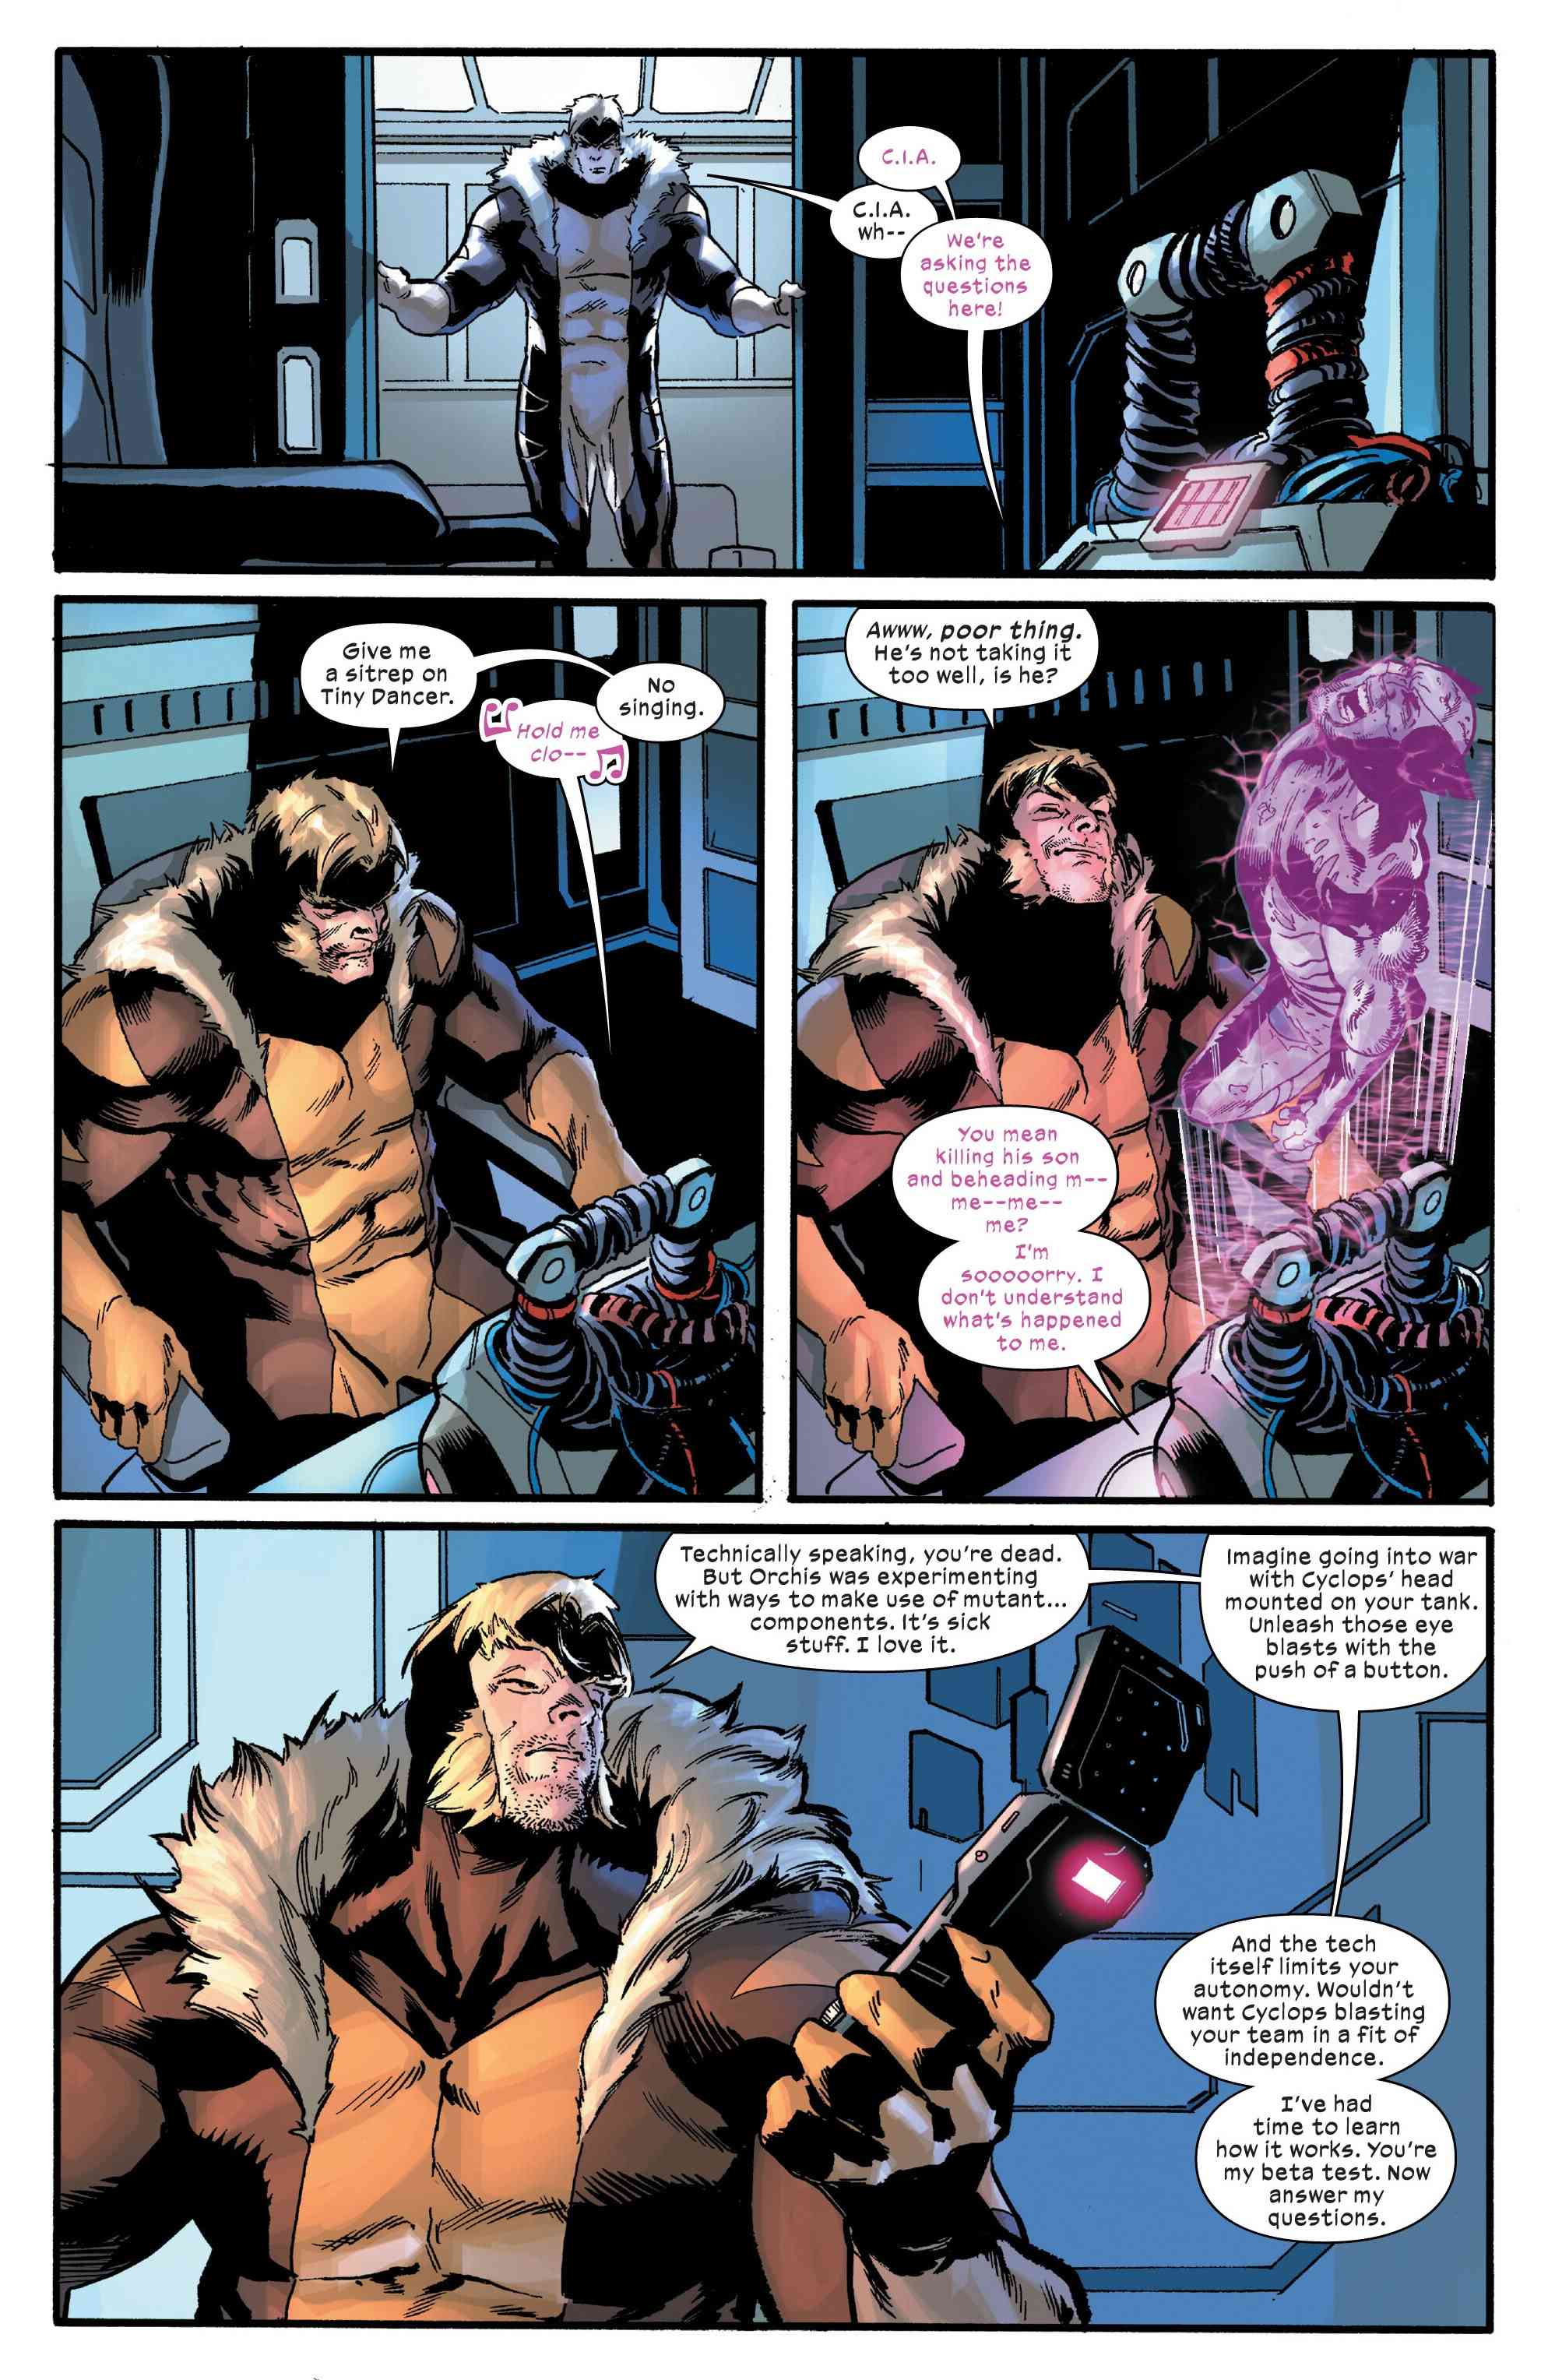 C.I.A.
C.I.A.
wh--
We're
asking the
questions
here!
Give me
a sitrep on
Tiny Dancer.
Hold me
clo--
No
singing.
Awww, poor thing.
He's not taking it
too well, is he?
You mean
killing his son
and beheading m--
me--me--
me?
I'm
sooooorry. I
don't understand
what's happened
to me.
Technically speaking, you're dead.
But Orchis was experimenting
with ways to make use of mutant...
components. It's sick
stuff. I love it.
Imagine going into war
with Cyclops' head
mounted on your tank.
Unleash those eye
blasts with the
push of a button.
And the tech
itself limits your
autonomy. Wouldn't
want Cyclops blasting
your team in a fit of
independence.
I've had
time to learn
how it works. You're
my beta test. Now
answer my
questions.